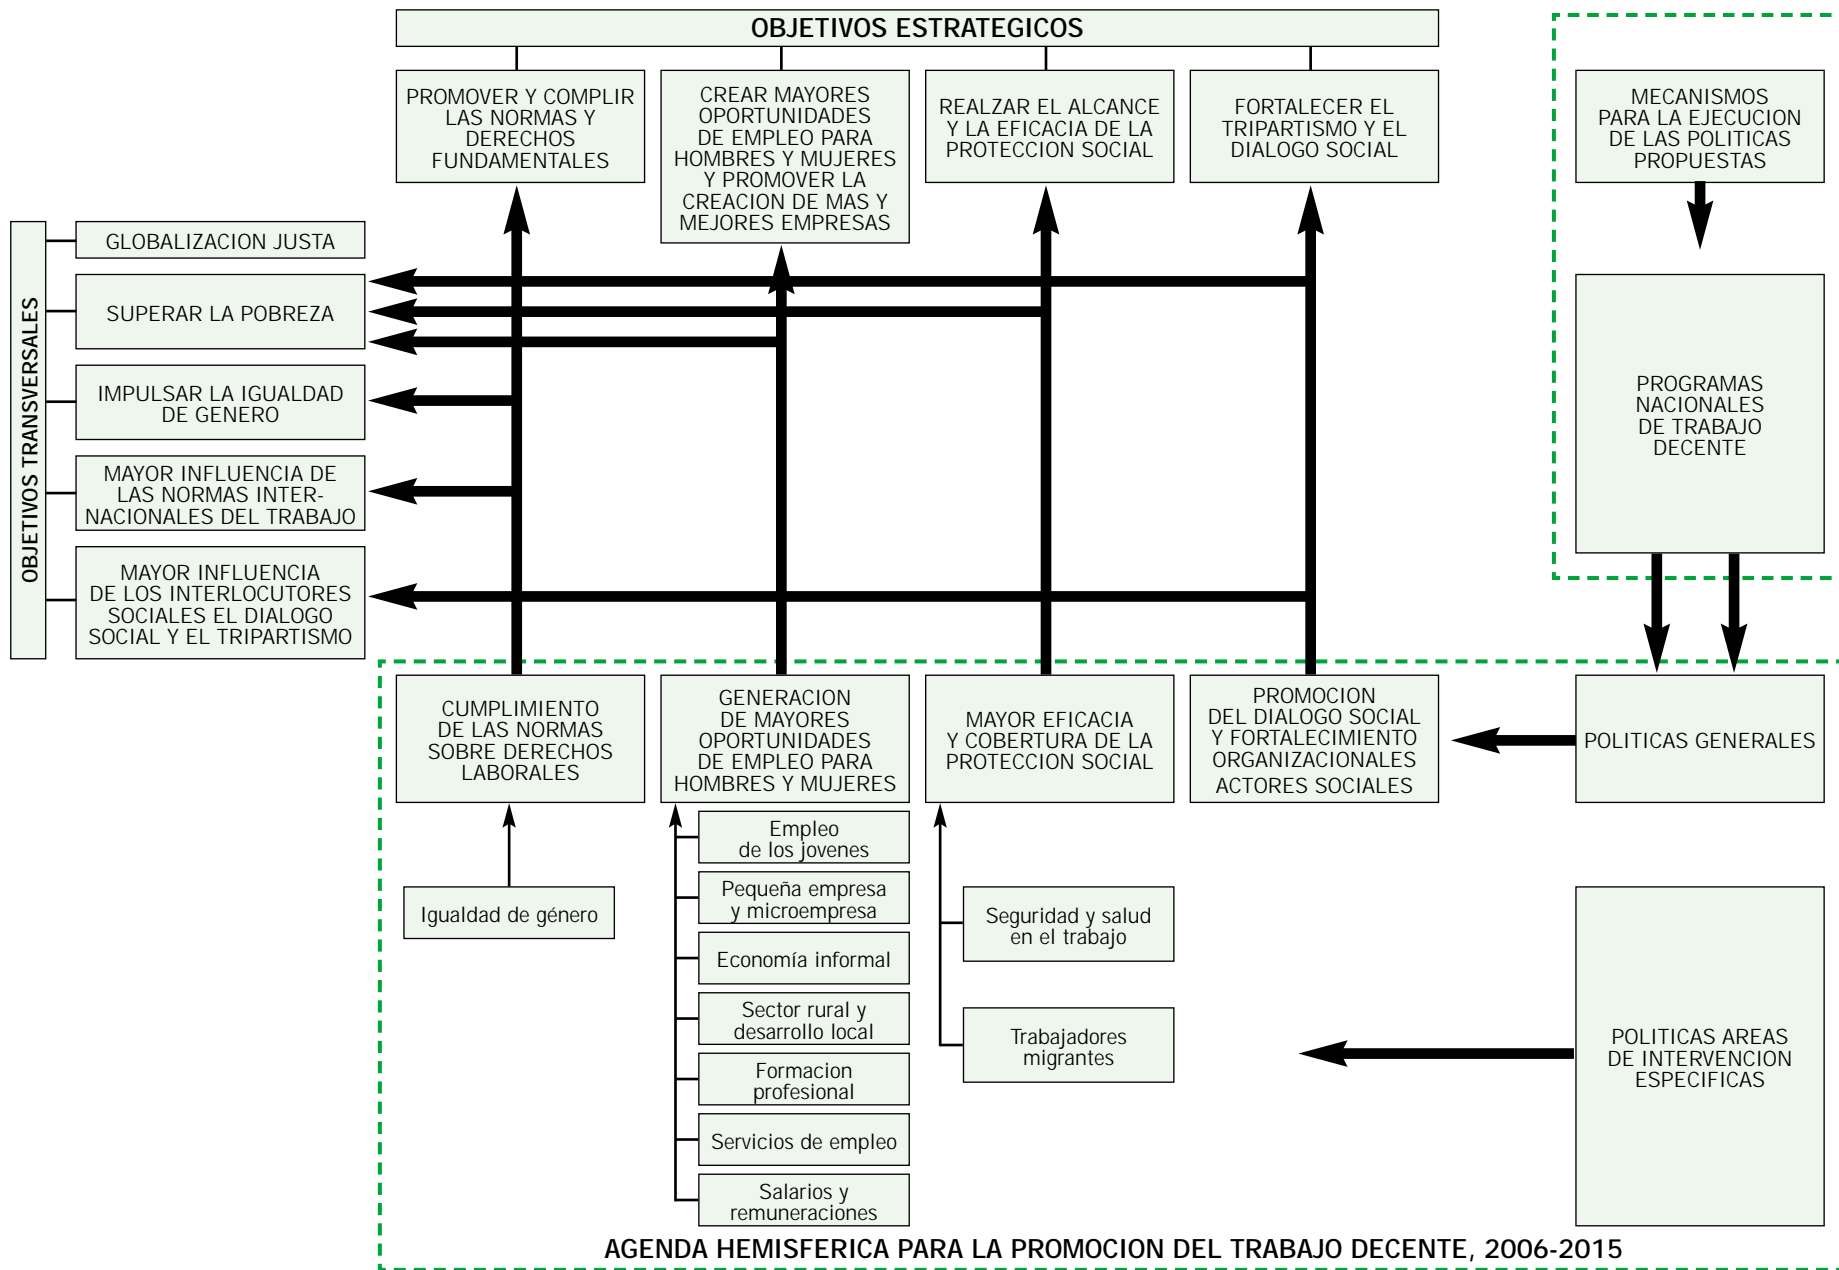 OBJETIVOS ESTRATEGICOS
PROMOVER Y COMPLIR
LAS NORMAS Y
DERECHOS
FUNDAMENTALES
CREAR MAYORES
OPORTUNIDADES
DE EMPLEO PARA
HOMBRES Y MUJERES
Y PROMOVER LA
CREACION DE MAS Y
MEJORES EMPRESAS
REALZAR EL ALCANCE
Y LA EFICACIA DE LA
PROTECCION SOCIAL
FORTALECER EL
TRIPARTISMO Y EL
DIALOGO SOCIAL
MECANISMOS
PARA LA EJECUCION
DE LAS POLITICAS
PROPUESTAS
OBJETIVOS TRANSVERSALES
GLOBALIZACION JUSTA
SUPERAR LA POBREZA
IMPULSAR LA IGUALDAD
DE GENERO
MAYOR INFLUENCIA DE
LAS NORMAS INTER-
NACIONALES DEL TRABAJO
MAYOR INFLUENCIA
DE LOS INTERLOCUTORES
SOCIALES EL DIALOGO
SOCIAL Y EL TRIPARTISMO
PROGRAMAS
NACIONALES
DE TRABAJO
DECENTE
CUMPLIMIENTO
DE LAS NORMAS
SOBRE DERECHOS
LABORALES
GENERACION
DE MAYORES
OPORTUNIDADES
DE EMPLEO PARA
HOMBRES Y MUJERES
MAYOR EFICACIA
Y COBERTURA DE LA
PROTECCION SOCIAL
PROMOCION
DEL DIALOGO SOCIAL
Y FORTALECIMIENTO
ORGANIZACIONALES
ACTORES SOCIALES
POLITICAS GENERALES
Igualdad de género
Empleo
de los jovenes
Pequeña empresa
y microempresa
Economía informal
Sector rural y
desarrollo local
Formacion
profesional
Servicios de empleo
Salarios y
remuneraciones
Seguridad y salud
en el trabajo
Trabajadores
migrantes
POLITICAS AREAS
DE INTERVENCION
ESPECIFICAS
AGENDA HEMISFERICA PARA LA PROMOCION DEL TRABAJO DECENTE, 2006-2015